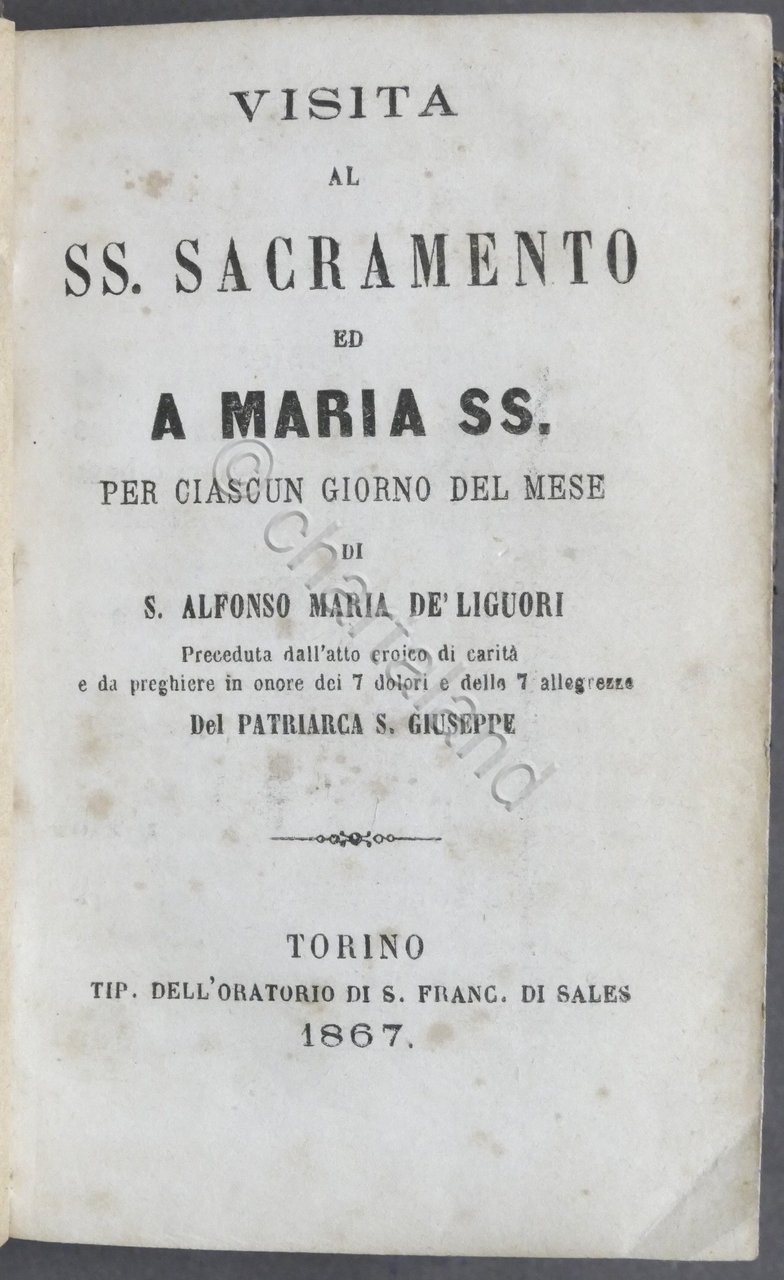 VISITA
AL
SS. SACRAMENTO
ED
A MARIA SS.
PER CIASCUN GIORNO DEL MESE
DI
S. ALFONSO MARIA DE' LIGUORI
Preceduta dall'atto eroico di carità
e da preghiere in onore dei 7 dolori e delle 7 allegrezze
Del PATRIARCA S. GIUSEPPE
TORINO
TIP. DELL'ORATORIO DI S. FRANC. DI SALES
1867.
© chartaland